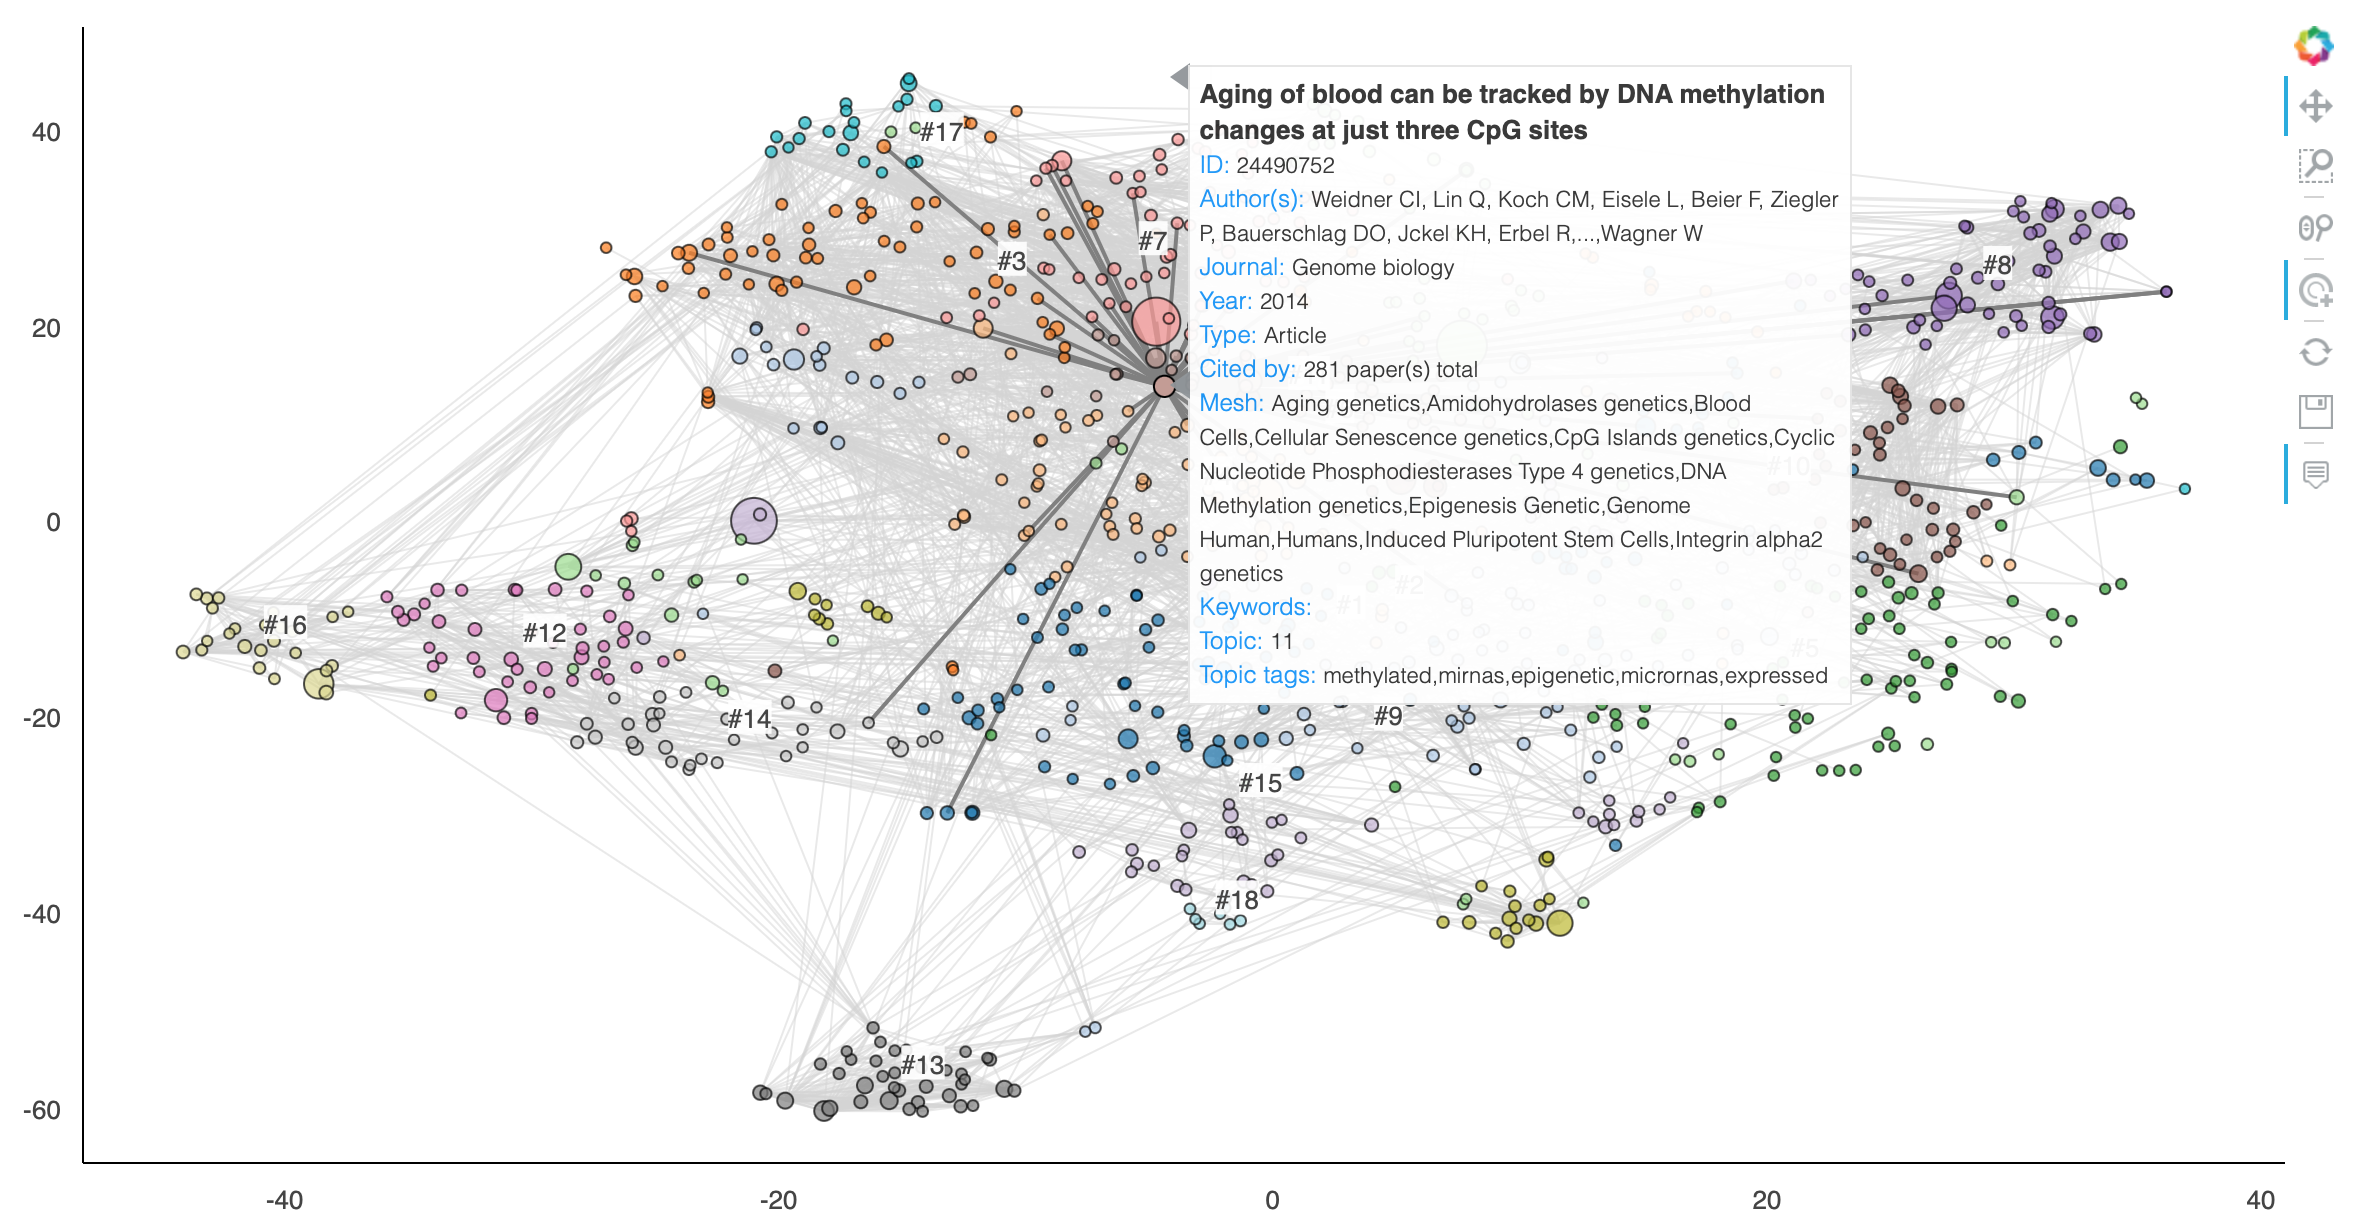 40
20
0
-20
-40
-60
-40
-20
0
20
40
#17
#3
#7
#8
#16
#12
#14
#9
#15
#18
#13
#10
#2
#1
#5
Aging of blood can be tracked by DNA methylation
changes at just three CpG sites
ID: 24490752
Author(s): Weidner CI, Lin Q, Koch CM, Eisele L, Beier F, Ziegler
P, Bauerschlag DO, Jckel KH, Erbel R,...,Wagner W
Journal: Genome biology
Year: 2014
Type: Article
Cited by: 281 paper(s) total
Mesh: Aging genetics,Amidohydrolases genetics,Blood
Cells,Cellular Senescence genetics,CpG Islands genetics,Cyclic
Nucleotide Phosphodiesterases Type 4 genetics,DNA
Methylation genetics,Epigenesis Genetic,Genome
Human,Humans,Induced Pluripotent Stem Cells,Integrin alpha2
genetics
Keywords:
Topic: 11
Topic tags: methylated,mirnas,epigenetic,micrornas,expressed